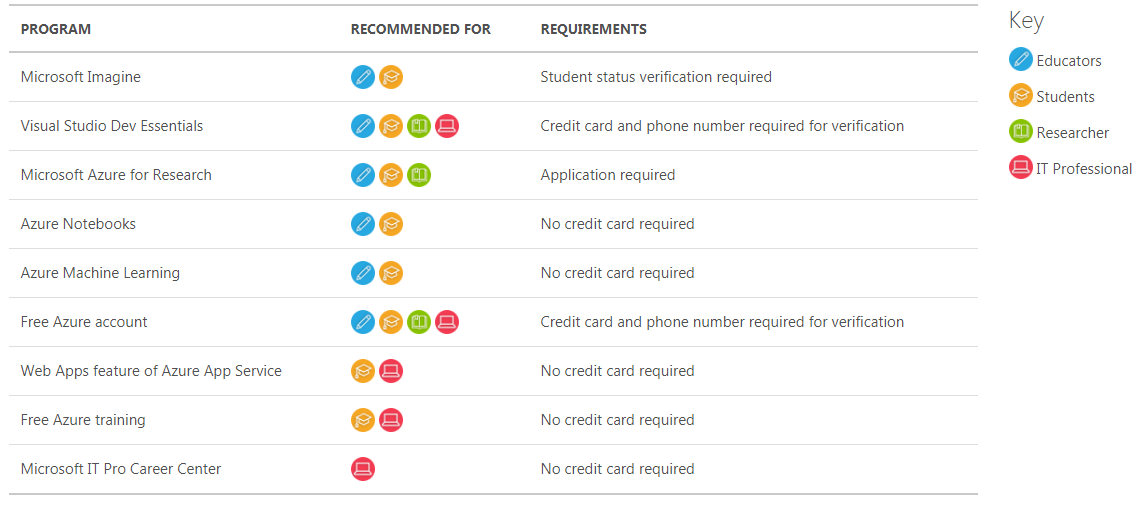 PROGRAM RECOMMENDED FOR REQUIREMENTS
Microsoft Imagine Student status verification required
Visual Studio Dev Essentials Credit card and phone number required for verification
Microsoft Azure for Research Application required
Azure Notebooks No credit card required
Azure Machine Learning No credit card required
Free Azure account Credit card and phone number required for verification
Web Apps feature of Azure App Service No credit card required
Free Azure training No credit card required
Microsoft IT Pro Career Center No credit card required
Key
Educators
Students
Researcher
IT Professional